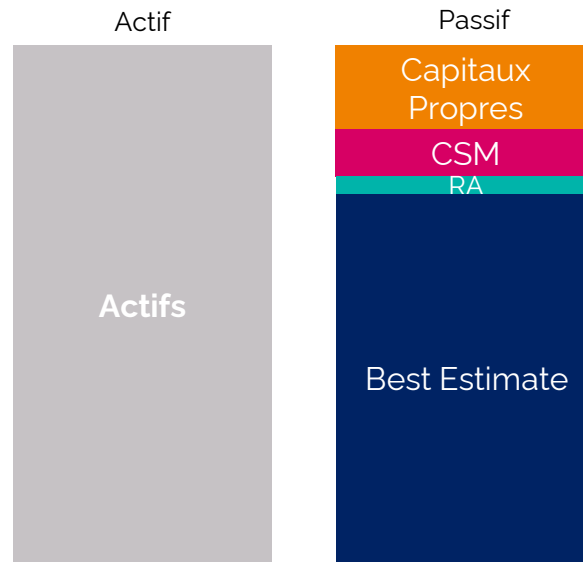 Actif
Passif
Capitaux
Propres
CSM
RA
Actifs
Best Estimate